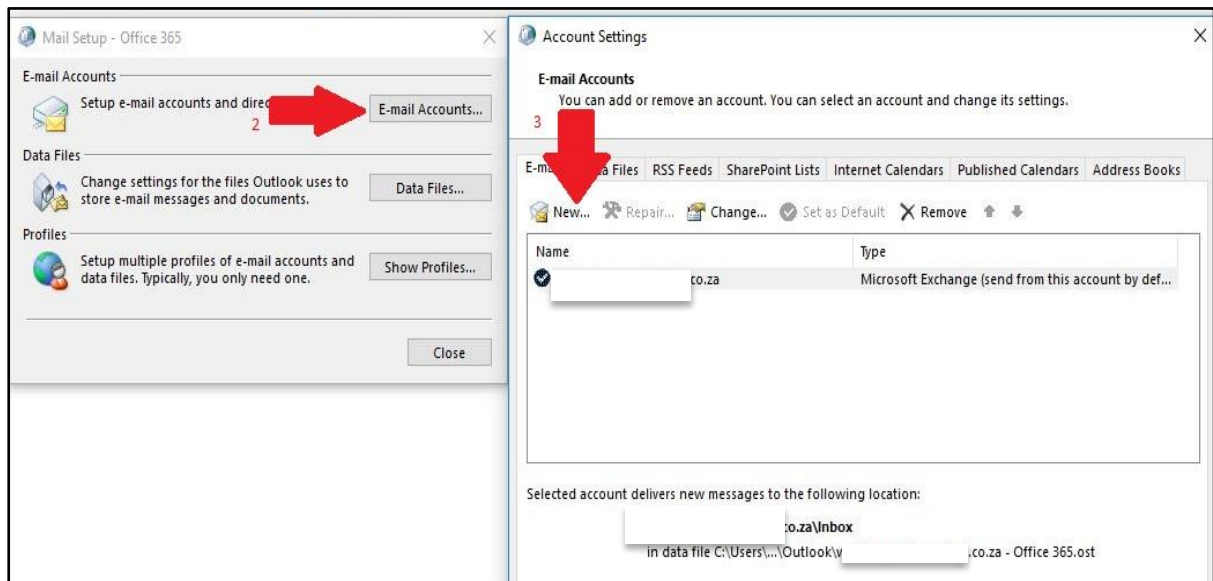 Mail Setup - Office 365
E-mail Accounts
Setup e-mail accounts and direc
2
E-mail Accounts...
Data Files
Change settings for the files Outlook uses to
store e-mail messages and documents.
Data Files...
Profiles
Setup multiple profiles of e-mail accounts and
data files. Typically, you only need one.
Show Profiles...
Close
Account Settings
E-mail Accounts
You can add or remove an account. You can select an account and change its settings.
3
E-ma a Files RSS Feeds SharePoint Lists Internet Calendars Published Calendars Address Books
New... Repair... Change... Set as Default Remove
Name Type
co.za Microsoft Exchange (send from this account by def...
Selected account delivers new messages to the following location:
co.za\Inbox
in data file C:\Users\...\Outlook\ .co.za - Office 365.ost